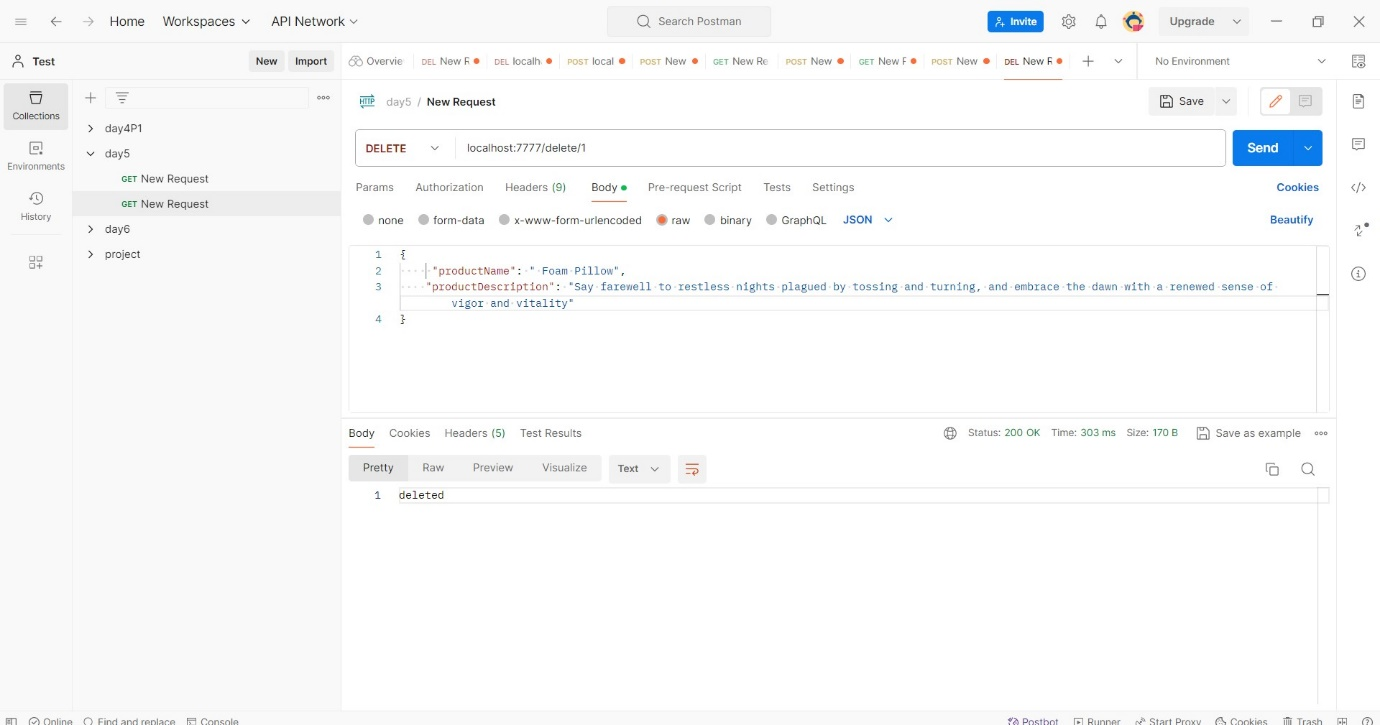 Home Workspaces API Network Search Postman Invite Upgrade
Test New Import Overvie DEL New R DEL localh POST local POST New GET New Re POST New GET New F POST New DEL New R No Environment
Collections
Environments
History
day4P1
day5
GET New Request
GET New Request
day6
project
HTTP day5 / New Request Save
DELETE localhost:7777/delete/1 Send
Params Authorization Headers (9) Body Pre-request Script Tests Settings Cookies
none form-data x-www-form-urlencoded raw binary GraphQL JSON Beautify
1 {
2 "productName": " Foam Pillow",
3 "productDescription": "Say farewell to restless nights plagued by tossing and turning, and embrace the dawn with a renewed sense of
vigor and vitality"
4 }
Body Cookies Headers (5) Test Results Status: 200 OK Time: 303 ms Size: 170 B Save as example
Pretty Raw Preview Visualize Text
1 deleted
Online Find and replace Console Postbot Runner Start Proxy Cookies Trash